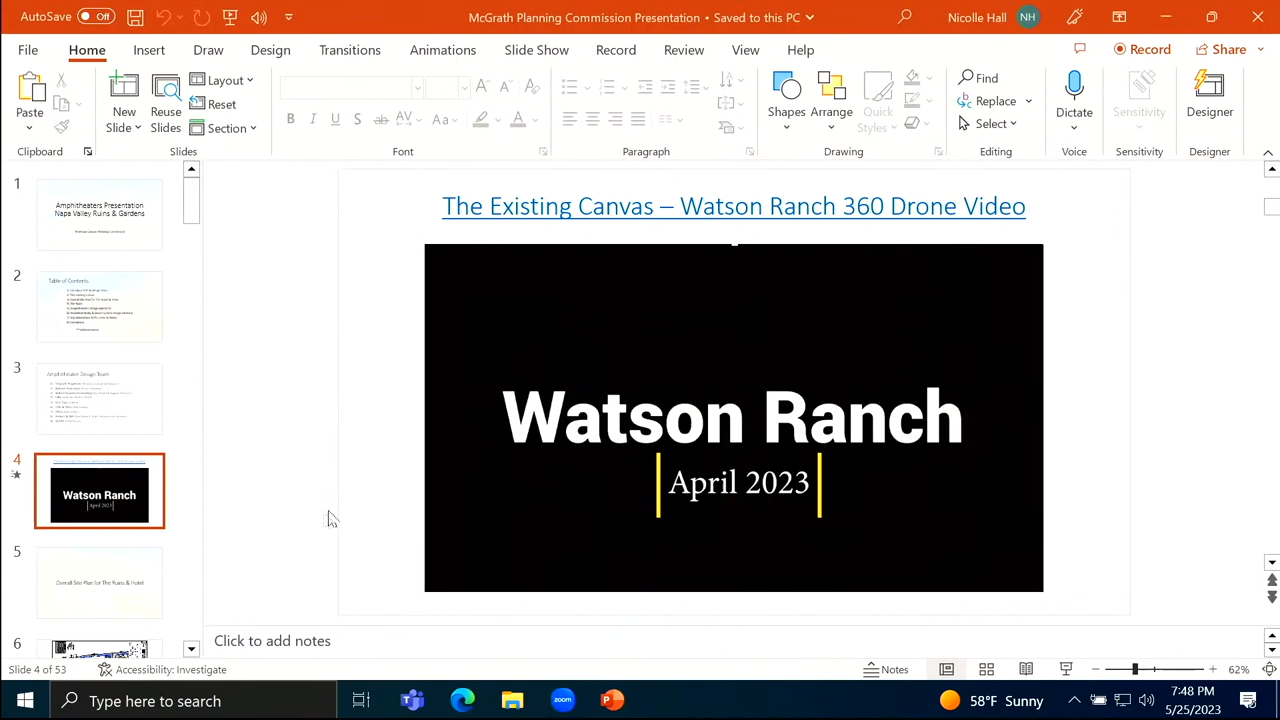 AutoSave Off
McGrath Planning Commission Presentation • Saved to this PC
Nicolle Hall NH
File Home Insert Draw Design Transitions Animations Slide Show Record Review View Help
Record Share
Paste
New Slide
Reuse Slides
Layout
Reset
Section
B I U S ab AV Aa A
Shapes
Arrange
Quick Styles
Find
Replace
Select
Dictate
Sensitivity
Designer
Clipboard Slides Font Paragraph Drawing Editing Voice Sensitivity Designer
1
Amphitheaters Presentation
Napa Valley Ruins & Gardens
2
Table of Contents
3
Amphitheater Design Team
4
Watson Ranch
April 2023
5
Overall Site Plan for The Ruins & Hotel
6
The Existing Canvas – Watson Ranch 360 Drone Video
Watson Ranch
April 2023
Click to add notes
Slide 4 of 53
Accessibility: Investigate
Notes
62%
Type here to search
zoom
58°F Sunny
7:48 PM
5/25/2023